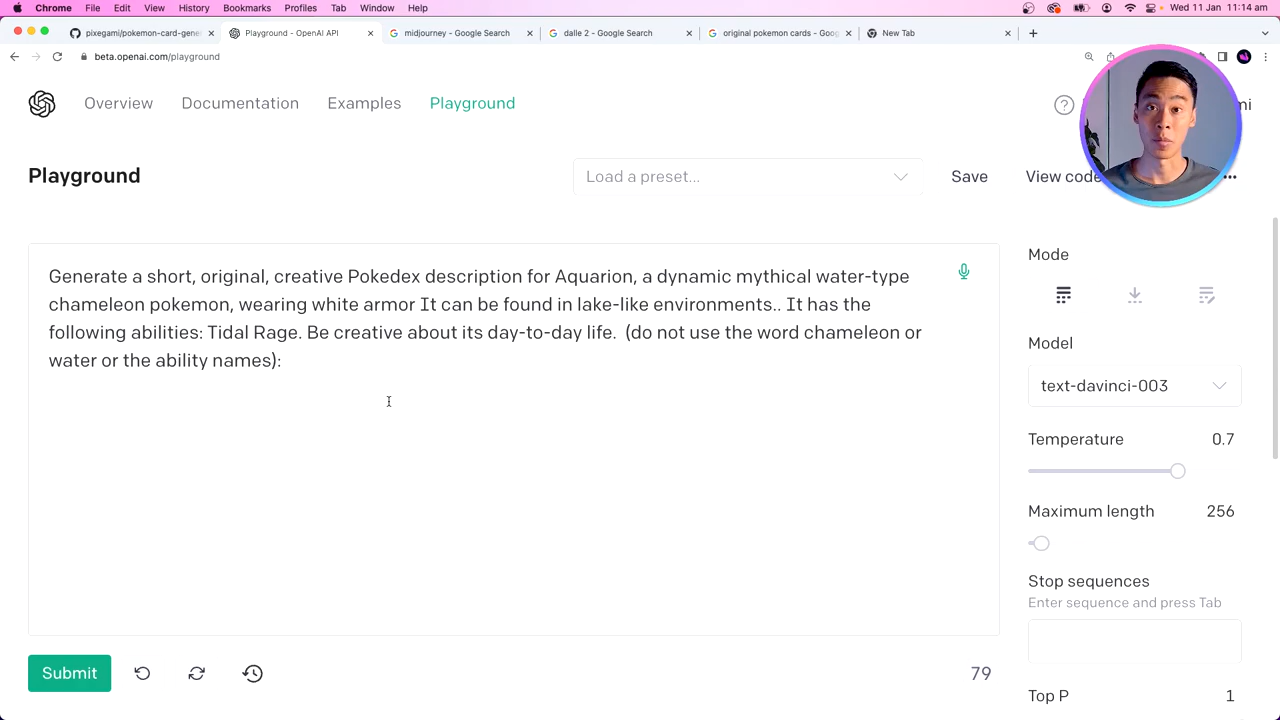 Chrome File Edit View History Bookmarks Profiles Tab Window Help Wed 11 Jan 11:14 am
pixegami/pokemon-card-gene Playground - OpenAI API midjourney - Google Search dalle 2 - Google Search original pokemon cards - Goog New Tab
beta.openai.com/playground
Overview Documentation Examples Playground
Playground
Load a preset...
Save
View code
Generate a short, original, creative Pokedex description for Aquarion, a dynamic mythical water-type
chameleon pokemon, wearing white armor It can be found in lake-like environments.. It has the
following abilities: Tidal Rage. Be creative about its day-to-day life.  (do not use the word chameleon or
water or the ability names):
Mode
Model
text-davinci-003
Temperature 0.7
Maximum length 256
Stop sequences
Enter sequence and press Tab
Submit
79
Top P 1